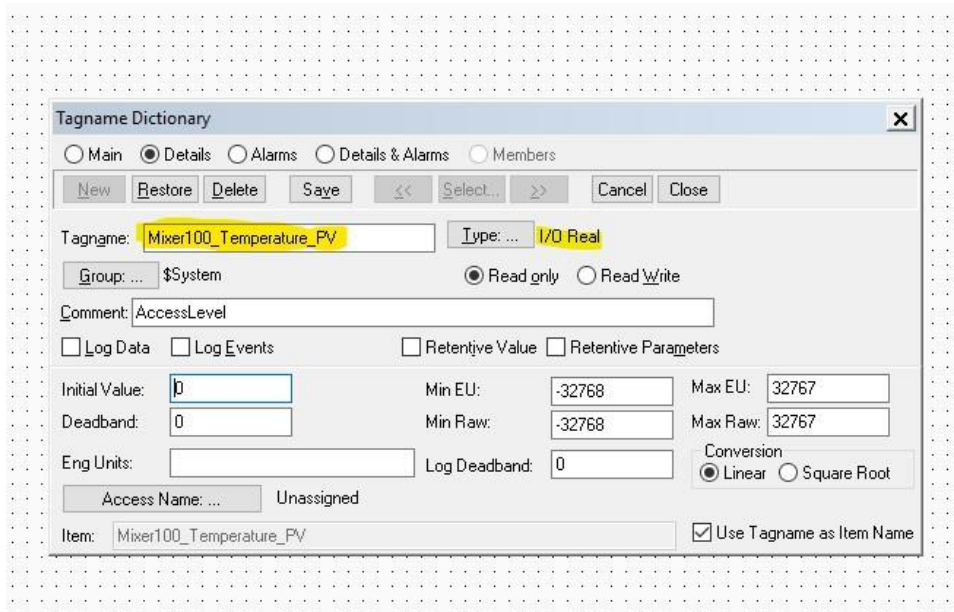 Tagname Dictionary
Main Details Alarms Details & Alarms Members
New Restore Delete Save << Select... >> Cancel Close
Tagname: Mixer100_Temperature_PV Type: ... I/O Real
Group: ... $System Read only Read Write
Comment: AccessLevel
Log Data Log Events Retentive Value Retentive Parameters
Initial Value: 0 Min EU: -32768 Max EU: 32767
Deadband: 0 Min Raw: -32768 Max Raw: 32767
Eng Units: Log Deadband: 0 Conversion
Linear Square Root
Access Name: ... Unassigned
Item: Mixer100_Temperature_PV Use Tagname as Item Name